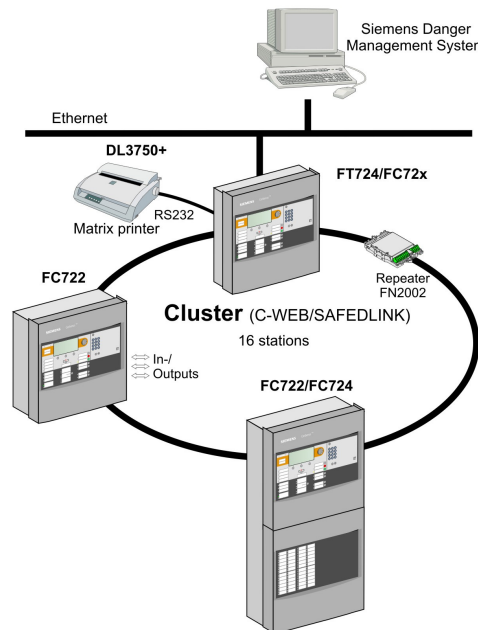 Siemens Danger
Management System
Ethernet
DL3750+
FT724/FC72x
RS232
Matrix printer
Repeater
FN2002
FC722
Cluster (C-WEB/SAFEDLINK)
16 stations
In-/
Outputs
FC722/FC724